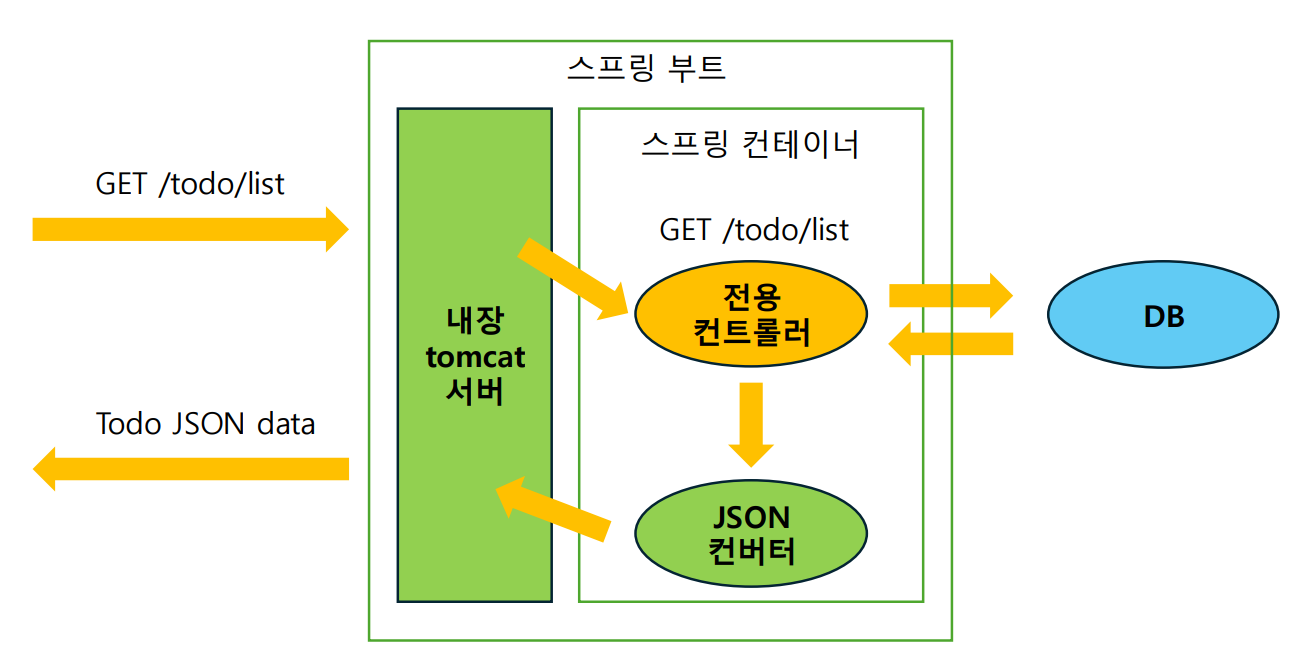 스프링 부트
스프링 컨테이너
GET /todo/list
GET /todo/list
전용
컨트롤러
DB
내장
tomcat
서버
Todo JSON data
JSON
컨버터